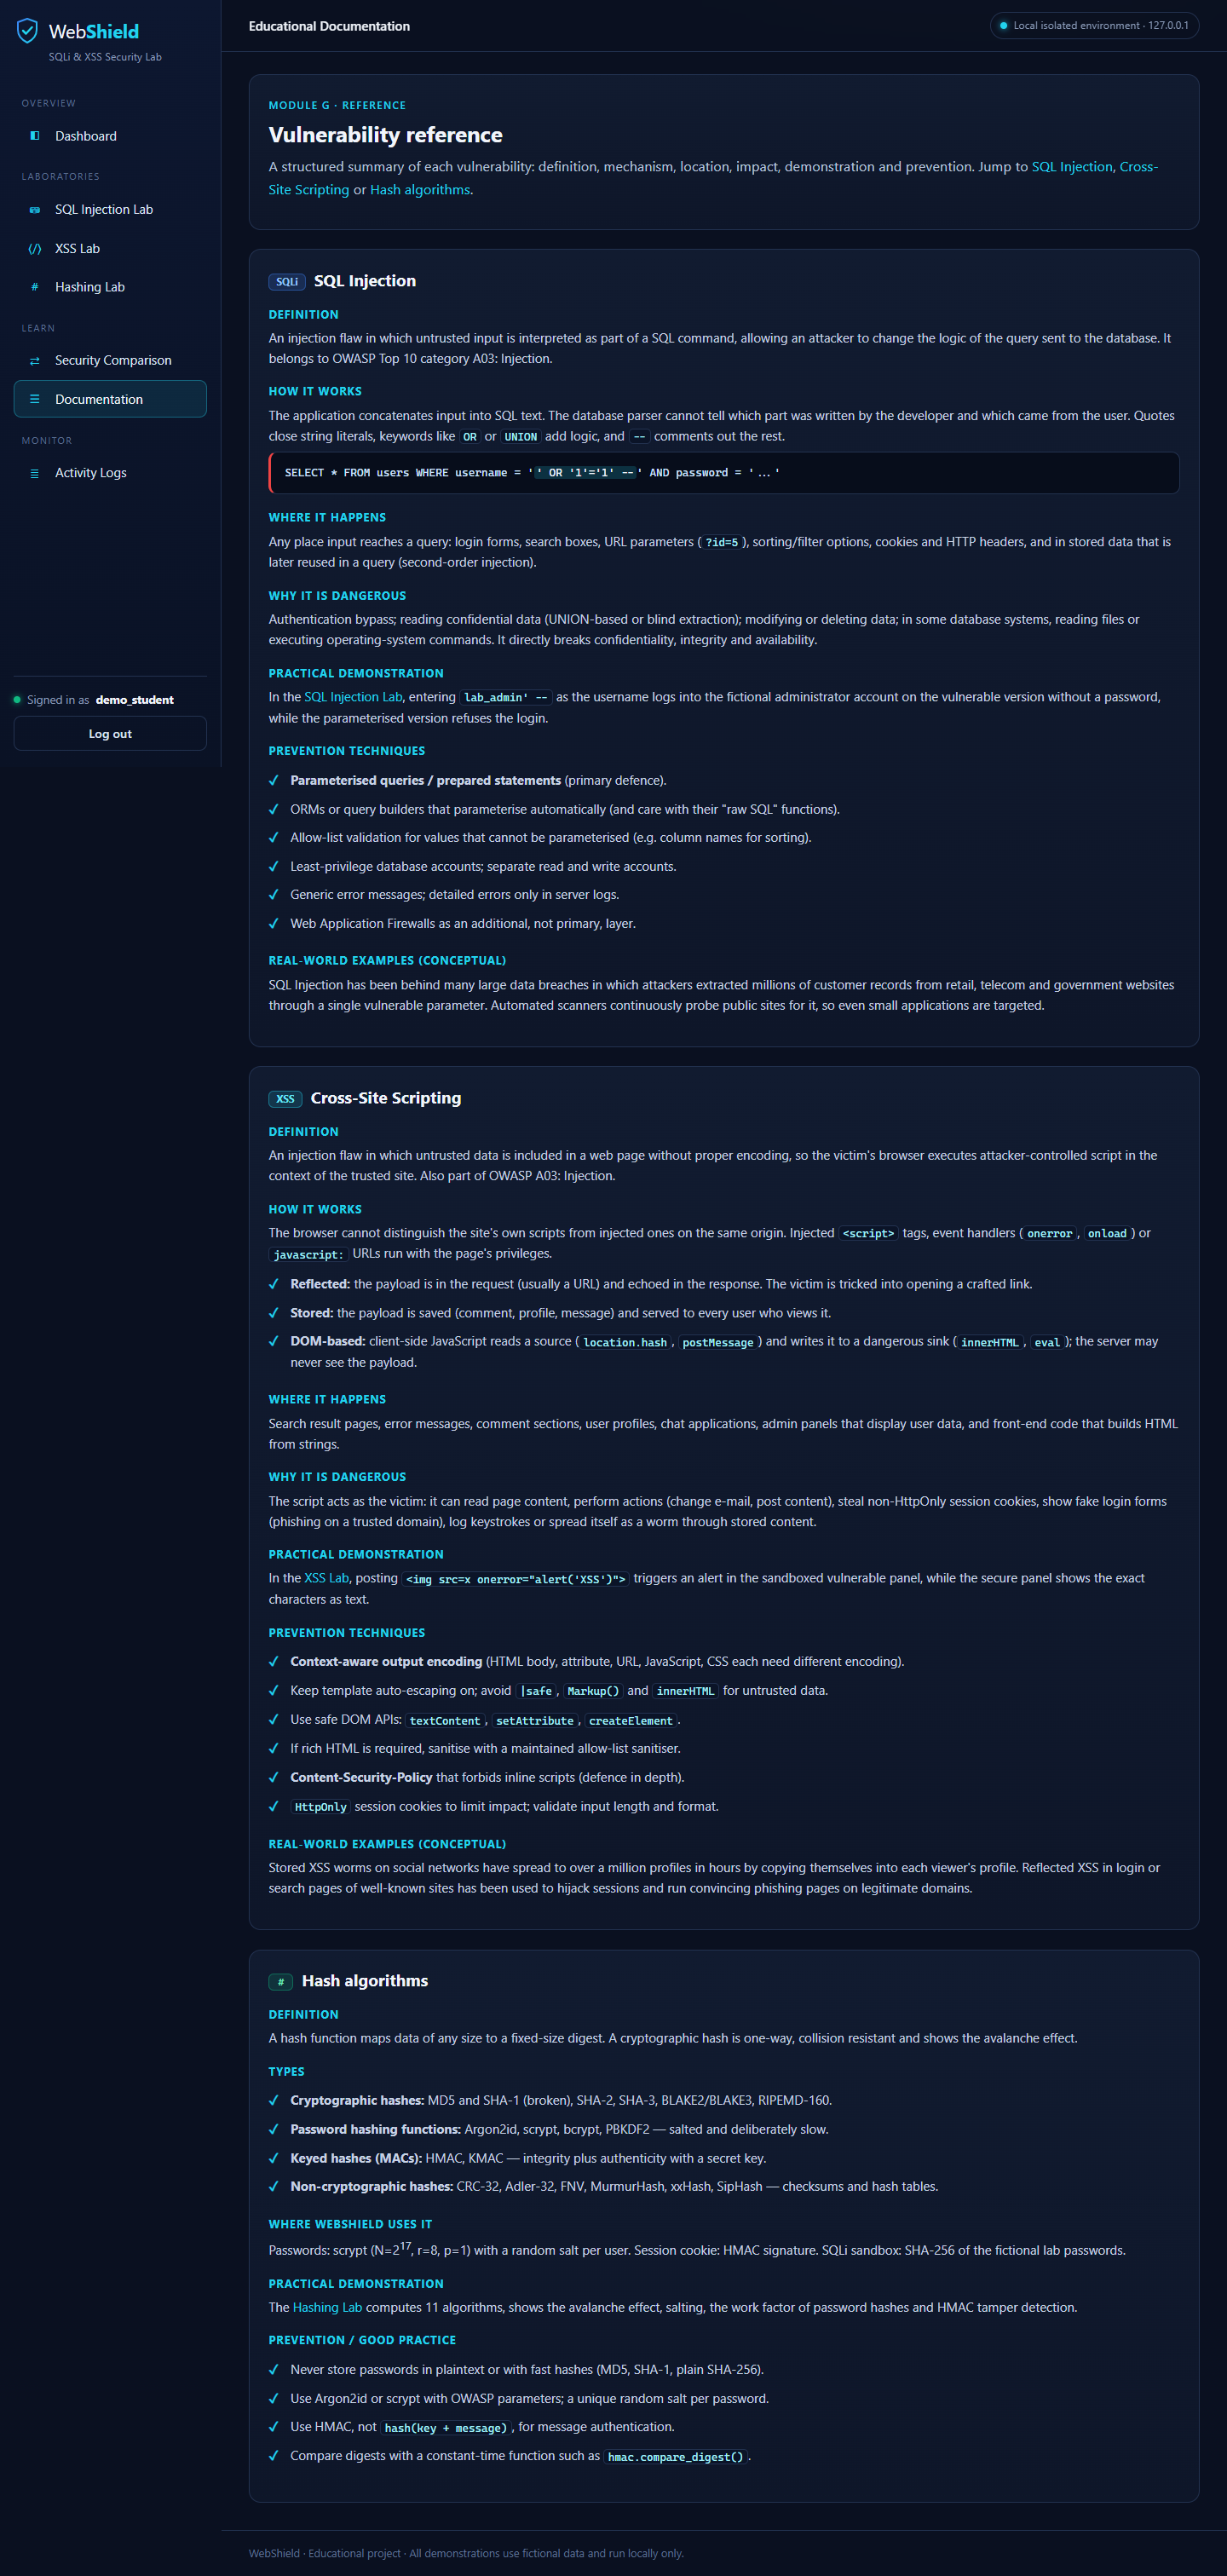 WebShield
SQLi & XSS Security Lab
OVERVIEW
Dashboard
LABORATORIES
SQL Injection Lab
XSS Lab
# Hashing Lab
LEARN
Security Comparison
Documentation
MONITOR
Activity Logs
Signed in as demo_student
Log out
Educational Documentation
Local isolated environment · 127.0.0.1
MODULE G · REFERENCE
Vulnerability reference
A structured summary of each vulnerability: definition, mechanism, location, impact, demonstration and prevention. Jump to SQL Injection, Cross-
Site Scripting or Hash algorithms.
SQLi SQL Injection
DEFINITION
An injection flaw in which untrusted input is interpreted as part of a SQL command, allowing an attacker to change the logic of the query sent to the database. It
belongs to OWASP Top 10 category A03: Injection.
HOW IT WORKS
The application concatenates input into SQL text. The database parser cannot tell which part was written by the developer and which came from the user. Quotes
close string literals, keywords like OR or UNION add logic, and -- comments out the rest.
SELECT * FROM users WHERE username = '' OR '1'='1' --' AND password = '...'
WHERE IT HAPPENS
Any place input reaches a query: login forms, search boxes, URL parameters ( ?id=5 ), sorting/filter options, cookies and HTTP headers, and in stored data that is
later reused in a query (second-order injection).
WHY IT IS DANGEROUS
Authentication bypass; reading confidential data (UNION-based or blind extraction); modifying or deleting data; in some database systems, reading files or
executing operating-system commands. It directly breaks confidentiality, integrity and availability.
PRACTICAL DEMONSTRATION
In the SQL Injection Lab, entering lab_admin' -- as the username logs into the fictional administrator account on the vulnerable version without a password,
while the parameterised version refuses the login.
PREVENTION TECHNIQUES
✓ Parameterised queries / prepared statements (primary defence).
✓ ORMs or query builders that parameterise automatically (and care with their "raw SQL" functions).
✓ Allow-list validation for values that cannot be parameterised (e.g. column names for sorting).
✓ Least-privilege database accounts; separate read and write accounts.
✓ Generic error messages; detailed errors only in server logs.
✓ Web Application Firewalls as an additional, not primary, layer.
REAL-WORLD EXAMPLES (CONCEPTUAL)
SQL Injection has been behind many large data breaches in which attackers extracted millions of customer records from retail, telecom and government websites
through a single vulnerable parameter. Automated scanners continuously probe public sites for it, so even small applications are targeted.
XSS Cross-Site Scripting
DEFINITION
An injection flaw in which untrusted data is included in a web page without proper encoding, so the victim's browser executes attacker-controlled script in the
context of the trusted site. Also part of OWASP A03: Injection.
HOW IT WORKS
The browser cannot distinguish the site's own scripts from injected ones on the same origin. Injected <script> tags, event handlers ( onerror , onload ) or
javascript: URLs run with the page's privileges.
✓ Reflected: the payload is in the request (usually a URL) and echoed in the response. The victim is tricked into opening a crafted link.
✓ Stored: the payload is saved (comment, profile, message) and served to every user who views it.
✓ DOM-based: client-side JavaScript reads a source ( location.hash , postMessage ) and writes it to a dangerous sink ( innerHTML , eval ); the server may
never see the payload.
WHERE IT HAPPENS
Search result pages, error messages, comment sections, user profiles, chat applications, admin panels that display user data, and front-end code that builds HTML
from strings.
WHY IT IS DANGEROUS
The script acts as the victim: it can read page content, perform actions (change e-mail, post content), steal non-HttpOnly session cookies, show fake login forms
(phishing on a trusted domain), log keystrokes or spread itself as a worm through stored content.
PRACTICAL DEMONSTRATION
In the XSS Lab, posting <img src=x onerror="alert('XSS')"> triggers an alert in the sandboxed vulnerable panel, while the secure panel shows the exact
characters as text.
PREVENTION TECHNIQUES
✓ Context-aware output encoding (HTML body, attribute, URL, JavaScript, CSS each need different encoding).
✓ Keep template auto-escaping on; avoid |safe , Markup() and innerHTML for untrusted data.
✓ Use safe DOM APIs: textContent , setAttribute , createElement .
✓ If rich HTML is required, sanitise with a maintained allow-list sanitiser.
✓ Content-Security-Policy that forbids inline scripts (defence in depth).
✓ HttpOnly session cookies to limit impact; validate input length and format.
REAL-WORLD EXAMPLES (CONCEPTUAL)
Stored XSS worms on social networks have spread to over a million profiles in hours by copying themselves into each viewer's profile. Reflected XSS in login or
search pages of well-known sites has been used to hijack sessions and run convincing phishing pages on legitimate domains.
# Hash algorithms
DEFINITION
A hash function maps data of any size to a fixed-size digest. A cryptographic hash is one-way, collision resistant and shows the avalanche effect.
TYPES
✓ Cryptographic hashes: MD5 and SHA-1 (broken), SHA-2, SHA-3, BLAKE2/BLAKE3, RIPEMD-160.
✓ Password hashing functions: Argon2id, scrypt, bcrypt, PBKDF2 — salted and deliberately slow.
✓ Keyed hashes (MACs): HMAC, KMAC — integrity plus authenticity with a secret key.
✓ Non-cryptographic hashes: CRC-32, Adler-32, FNV, MurmurHash, xxHash, SipHash — checksums and hash tables.
WHERE WEBSHIELD USES IT
Passwords: scrypt (N=2¹⁷, r=8, p=1) with a random salt per user. Session cookie: HMAC signature. SQLi sandbox: SHA-256 of the fictional lab passwords.
PRACTICAL DEMONSTRATION
The Hashing Lab computes 11 algorithms, shows the avalanche effect, salting, the work factor of password hashes and HMAC tamper detection.
PREVENTION / GOOD PRACTICE
✓ Never store passwords in plaintext or with fast hashes (MD5, SHA-1, plain SHA-256).
✓ Use Argon2id or scrypt with OWASP parameters; a unique random salt per password.
✓ Use HMAC, not hash(key + message) , for message authentication.
✓ Compare digests with a constant-time function such as hmac.compare_digest() .
WebShield · Educational project · All demonstrations use fictional data and run locally only.